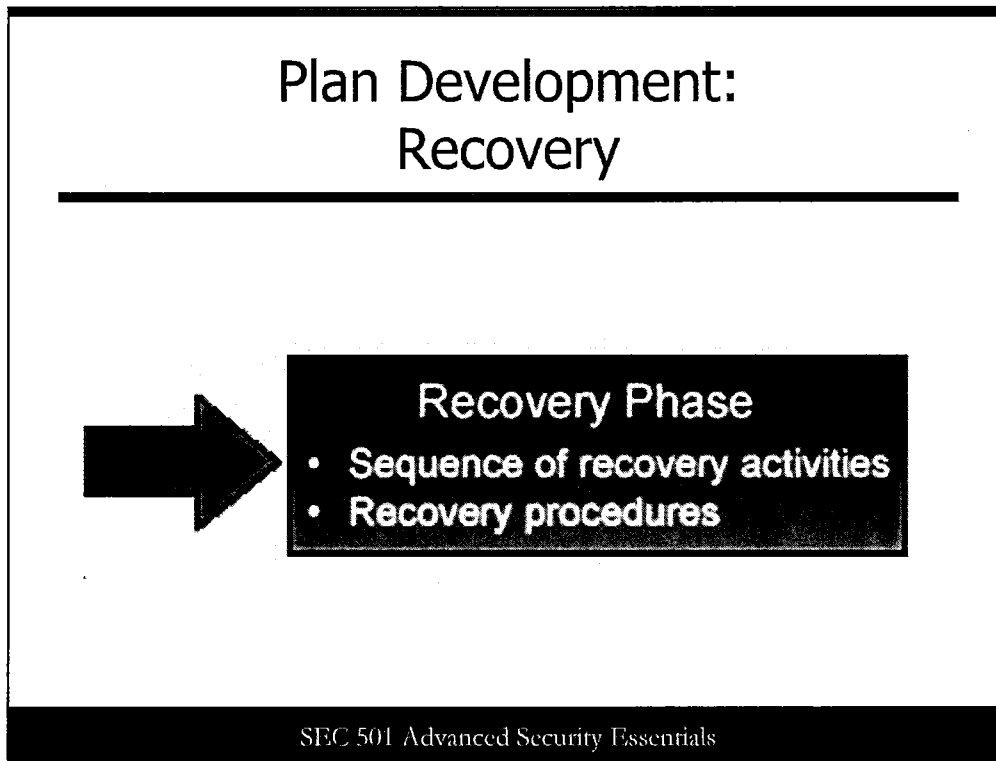 Plan Development:
Recovery
Recovery Phase
• Sequence of recovery activities
• Recovery procedures
SEC 501 Advanced Security Essentials